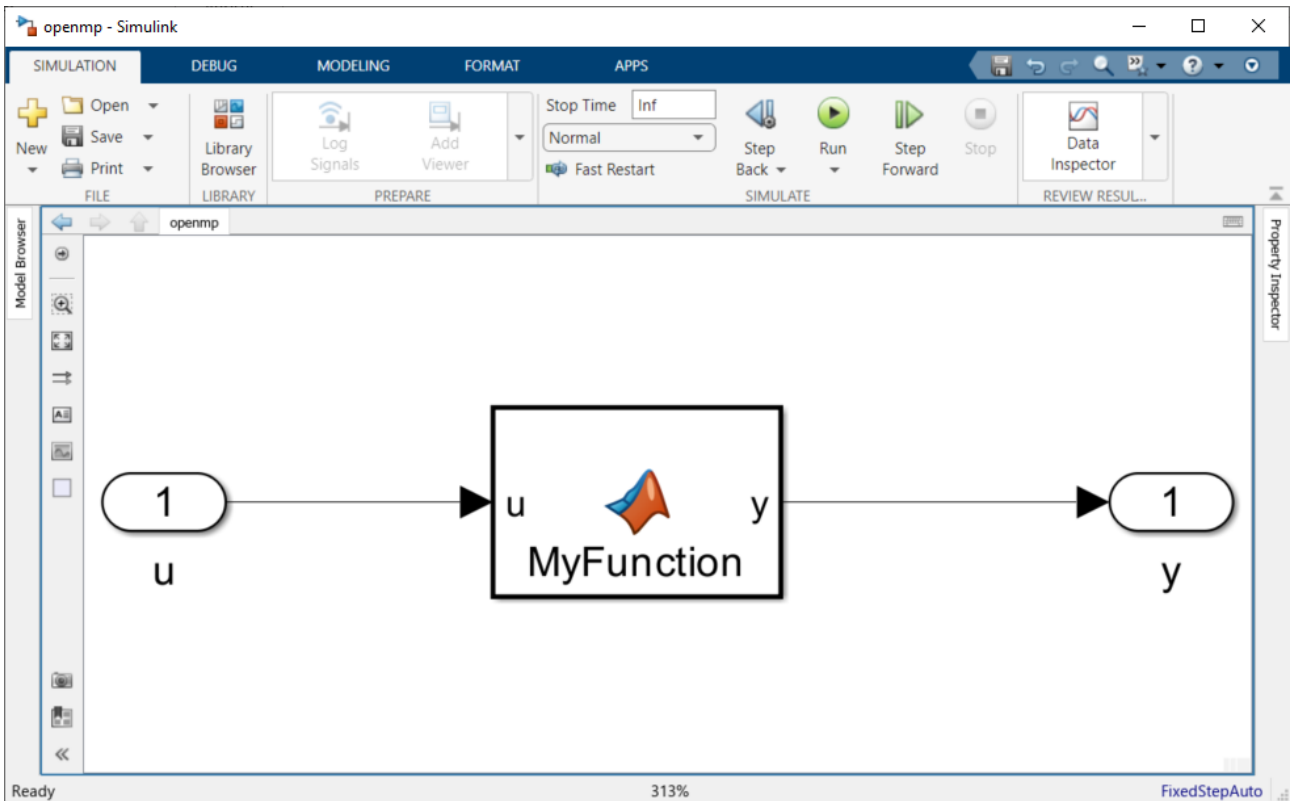 openmp - Simulink
SIMULATION DEBUG MODELING FORMAT APPS
New
Open
Save
Print
FILE
Library
Browser
LIBRARY
Log
Signals
Add
Viewer
PREPARE
Stop Time Inf
Normal
Fast Restart
Step
Back
Run
Step
Forward
Stop
SIMULATE
Data
Inspector
REVIEW RESUL...
Model Browser
openmp
Property Inspector
1
u
u
y
MyFunction
1
y
Ready 313% FixedStepAuto